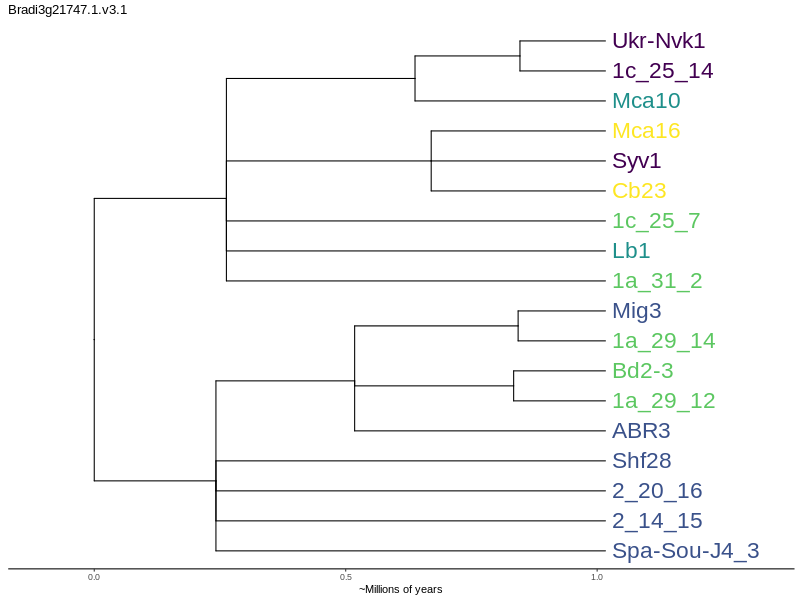 Bradi3g21747.1.v3.1
Ukr-Nvk1
1c_25_14
Mca10
Mca16
Syv1
Cb23
1c_25_7
Lb1
1a_31_2
Mig3
1a_29_14
Bd2-3
1a_29_12
ABR3
Shf28
2_20_16
2_14_15
Spa-Sou-J4_3
0.0 0.5 1.0
~Millions of years